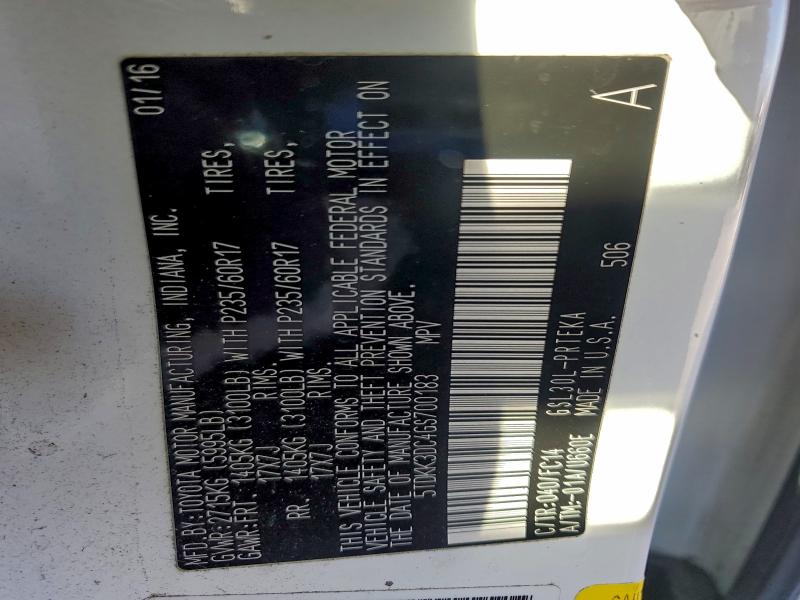 MFD.BY:TOYOTA MOTOR MANUFACTURING, INDIANA, INC. 01/16
GVWR:2715KG (5995LB)
GAWR:FRT. 1405KG (3100LB) WITH P235/60R17 TIRES,
17X7J RIMS.
RR. 1405KG (3100LB) WITH P235/60R17 TIRES,
17X7J RIMS.
THIS VEHICLE CONFORMS TO ALL APPLICABLE FEDERAL MOTOR
VEHICLE SAFETY AND THEFT PREVENTION STANDARDS IN EFFECT ON
THE DATE OF MANUFACTURE SHOWN ABOVE.
5TDKK3DC4GS700183 MPV
C/TR:040/FC14 GSL30L-PRTEKA
A/TM:-01A/U660E MADE IN U.S.A. 506 A